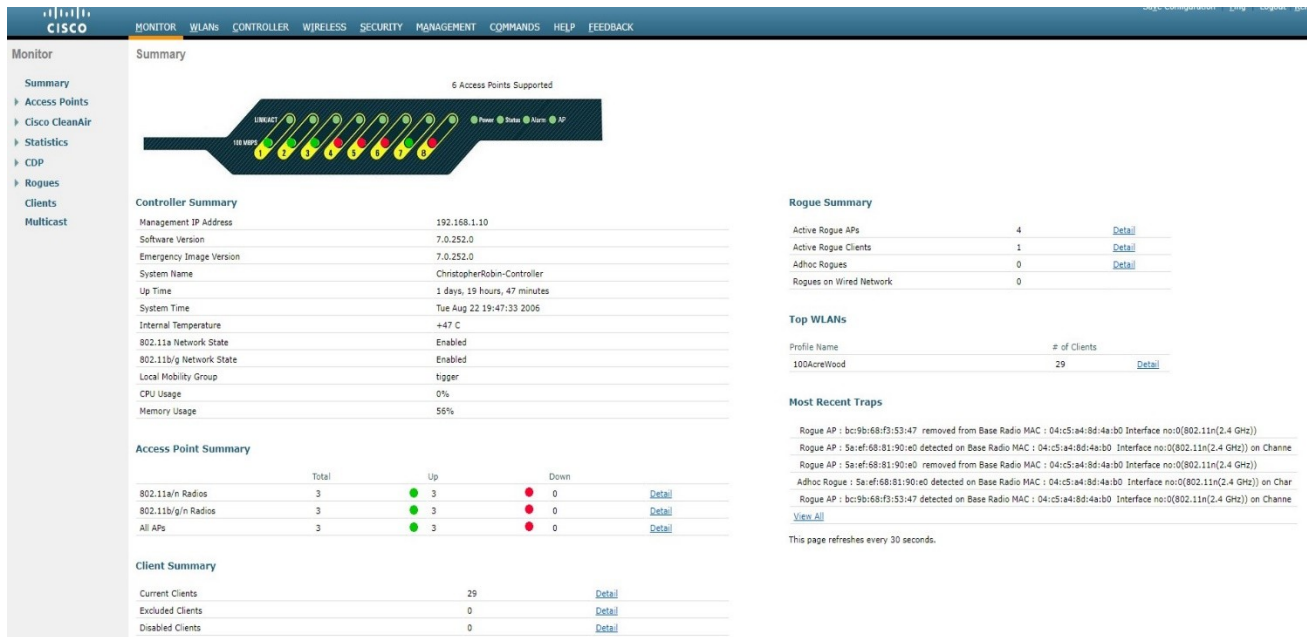 CISCO
MONITOR WLANs CONTROLLER WIRELESS SECURITY MANAGEMENT COMMANDS HELP FEEDBACK
Save Configuration Ping Logout
Monitor
Summary
Access Points
Cisco CleanAir
Statistics
CDP
Rogues
Clients
Multicast
Summary
6 Access Points Supported
LINK/ACT
Power Status Alarm AP
100 MBPS
1 2 3 4 5 6 7 8
Controller Summary
Management IP Address 192.168.1.10
Software Version 7.0.252.0
Emergency Image Version 7.0.252.0
System Name ChristopherRobin-Controller
Up Time 1 days, 19 hours, 47 minutes
System Time Tue Aug 22 19:47:33 2006
Internal Temperature +47 C
802.11a Network State Enabled
802.11b/g Network State Enabled
Local Mobility Group tigger
CPU Usage 0%
Memory Usage 56%
Access Point Summary
Total Up Down
802.11a/n Radios 3 3 0 Detail
802.11b/g/n Radios 3 3 0 Detail
All APs 3 3 0 Detail
Client Summary
Current Clients 29 Detail
Excluded Clients 0 Detail
Disabled Clients 0 Detail
Rogue Summary
Active Rogue APs 4 Detail
Active Rogue Clients 1 Detail
Adhoc Rogues 0 Detail
Rogues on Wired Network 0
Top WLANs
Profile Name # of Clients
100AcreWood 29 Detail
Most Recent Traps
Rogue AP : bc:9b:68:f3:53:47 removed from Base Radio MAC : 04:c5:a4:8d:4a:b0 Interface no:0(802.11n(2.4 GHz))
Rogue AP : 5a:ef:68:81:90:e0 detected on Base Radio MAC : 04:c5:a4:8d:4a:b0 Interface no:0(802.11n(2.4 GHz)) on Channe
Rogue AP : 5a:ef:68:81:90:e0 removed from Base Radio MAC : 04:c5:a4:8d:4a:b0 Interface no:0(802.11n(2.4 GHz))
Adhoc Rogue : 5a:ef:68:81:90:e0 detected on Base Radio MAC : 04:c5:a4:8d:4a:b0 Interface no:0(802.11n(2.4 GHz)) on Char
Rogue AP : bc:9b:68:f3:53:47 detected on Base Radio MAC : 04:c5:a4:8d:4a:b0 Interface no:0(802.11n(2.4 GHz)) on Channe
View All
This page refreshes every 30 seconds.